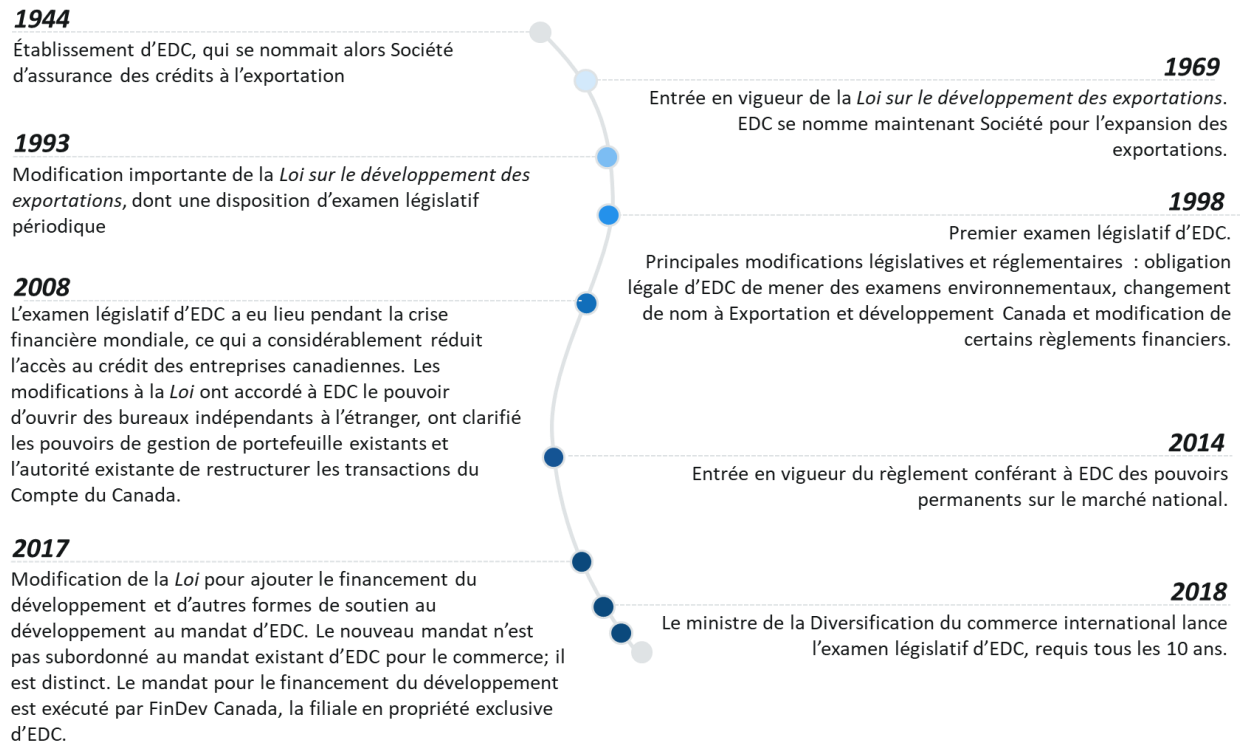 1944
Établissement d’EDC, qui se nommait alors Société
d’assurance des crédits à l’exportation
1969
Entrée en vigueur de la Loi sur le développement des exportations.
EDC se nomme maintenant Société pour l’expansion des
exportations.
1993
Modification importante de la Loi sur le développement des
exportations, dont une disposition d’examen législatif
périodique
1998
Premier examen législatif d’EDC.
Principales modifications législatives et réglementaires : obligation
légale d’EDC de mener des examens environnementaux, changement
de nom à Exportation et développement Canada et modification de
certains règlements financiers.
2008
L’examen législatif d’EDC a eu lieu pendant la crise
financière mondiale, ce qui a considérablement réduit
l’accès au crédit des entreprises canadiennes. Les
modifications à la Loi ont accordé à EDC le pouvoir
d’ouvrir des bureaux indépendants à l’étranger, ont clarifié
les pouvoirs de gestion de portefeuille existants et
l’autorité existante de restructurer les transactions du
Compte du Canada.
2014
Entrée en vigueur du règlement conférant à EDC des pouvoirs
permanents sur le marché national.
2017
Modification de la Loi pour ajouter le financement du
développement et d’autres formes de soutien au
développement au mandat d’EDC. Le nouveau mandat n’est
pas subordonné au mandat existant d’EDC pour le commerce; il
est distinct. Le mandat pour le financement du développement
est exécuté par FinDev Canada, la filiale en propriété exclusive
d’EDC.
2018
Le ministre de la Diversification du commerce international lance
l’examen législatif d’EDC, requis tous les 10 ans.